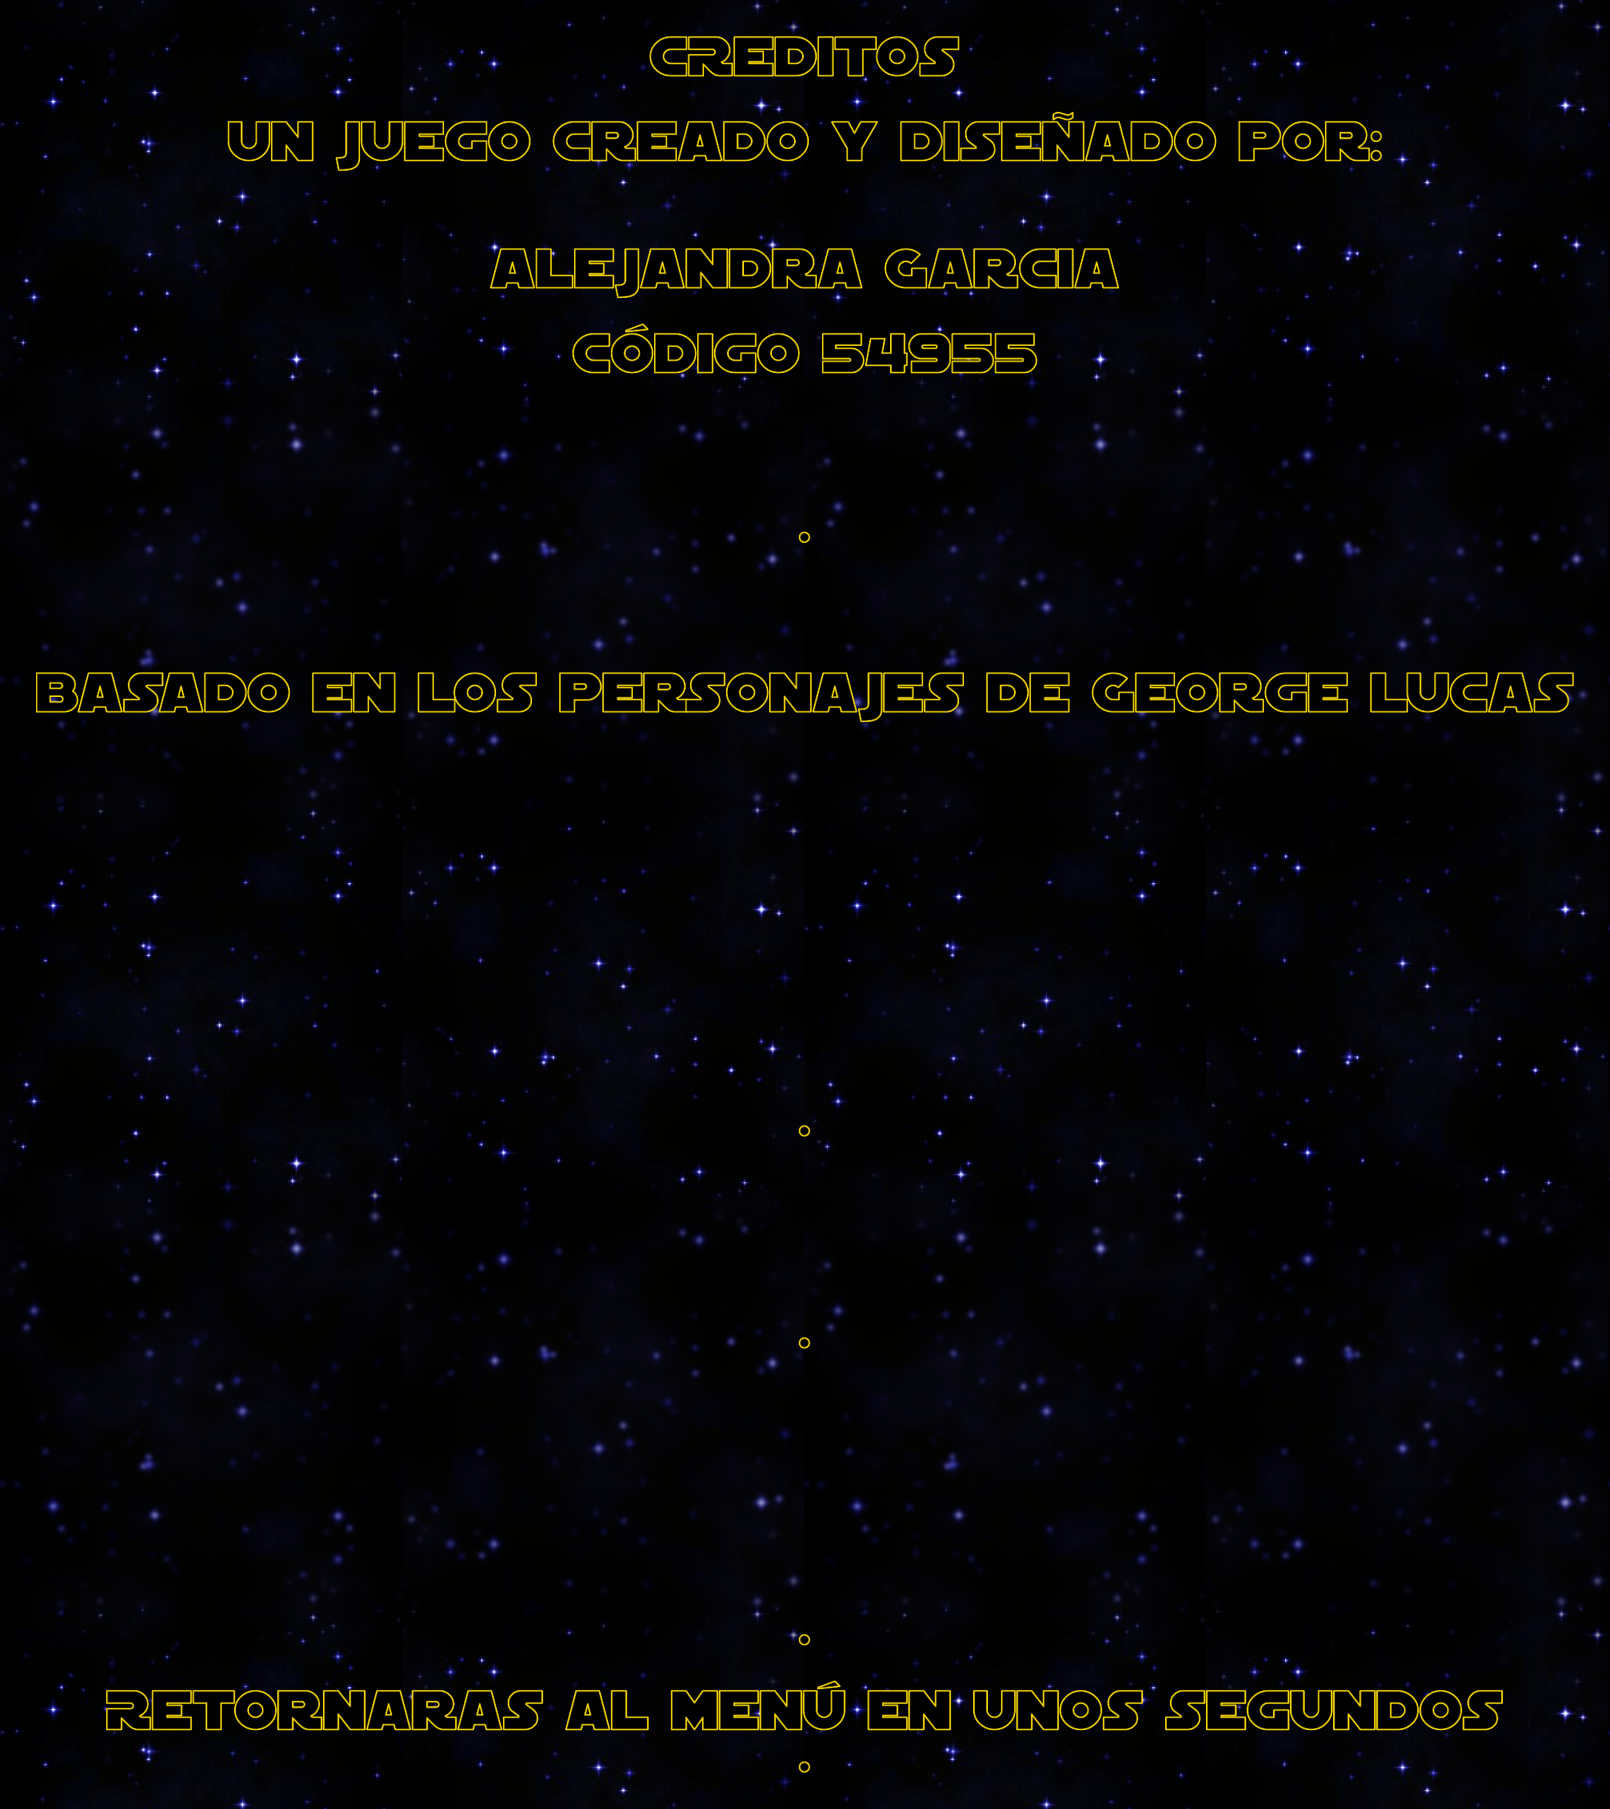 CREDITOS
UN JUEGO CREADO Y DISEÑADO POR:
ALEJANDRA GARCIA
CÓDIGO 54955
.
BASADO EN LOS PERSONAJES DE GEORGE LUCAS
.
.
.
RETORNARAS AL MENÚ EN UNOS SEGUNDOS
.